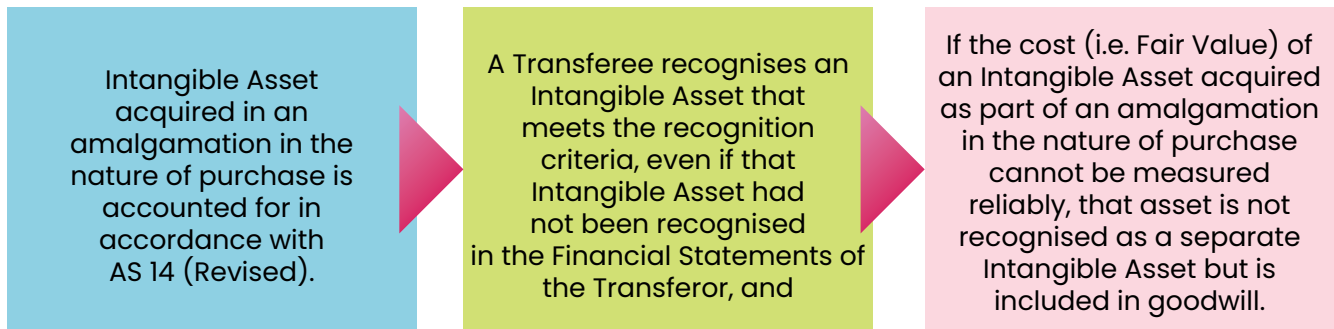 Intangible Asset
acquired in an
amalgamation in the
nature of purchase is
accounted for in
accordance with
AS 14 (Revised).
A Transferee recognises an
Intangible Asset that
meets the recognition
criteria, even if that
Intangible Asset had
not been recognised
in the Financial Statements of
the Transferor, and
If the cost (i.e. Fair Value) of
an Intangible Asset acquired
as part of an amalgamation
in the nature of purchase
cannot be measured
reliably, that asset is not
recognised as a separate
Intangible Asset but is
included in goodwill.